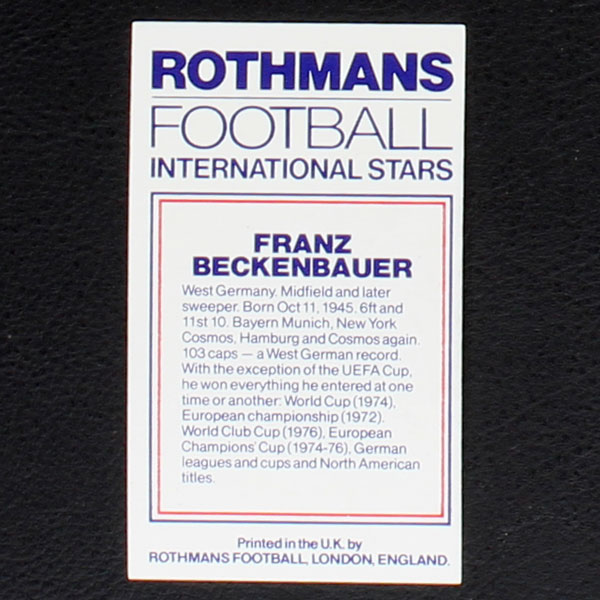 ROTHMANS
FOOTBALL
INTERNATIONAL STARS
FRANZ
BECKENBAUER
West Germany. Midfield and later
sweeper. Born Oct 11, 1945. 6ft and
11st 10. Bayern Munich, New York
Cosmos, Hamburg and Cosmos again.
103 caps — a West German record.
With the exception of the UEFA Cup,
he won everything he entered at one
time or another: World Cup (1974),
European championship (1972).
World Club Cup (1976), European
Champions' Cup (1974-76), German
leagues and cups and North American
titles.
Printed in the U.K. by
ROTHMANS FOOTBALL, LONDON, ENGLAND.